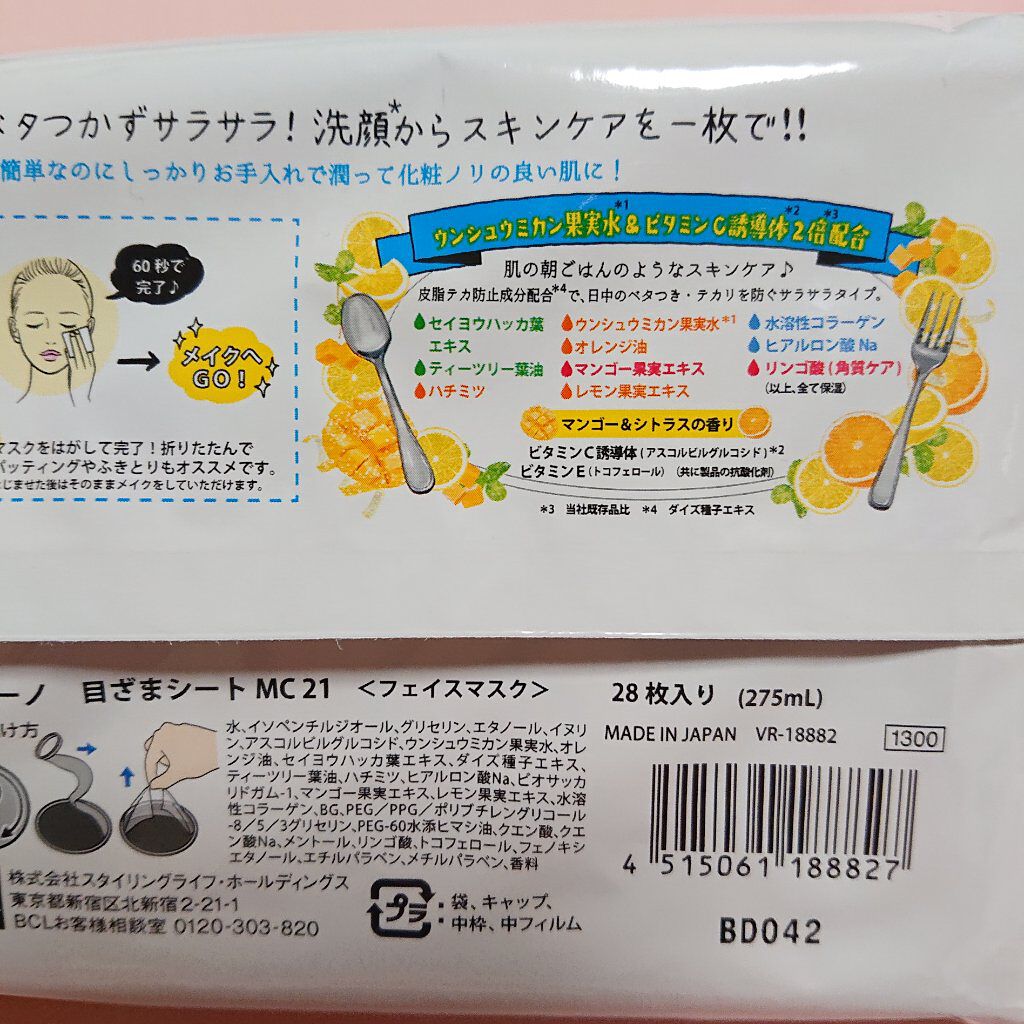 ベタつかずサラサラ!洗顔*からスキンケアを一枚で!!
簡単なのにしっかりお手入れで潤って化粧ノリの良い肌に!
60秒で
完了♪
メイクへ
GO!
マスクをはがして完了!折りたたんで
パッティングやふきとりもオススメです。
じませた後はそのままメイクをしていただけます。
ウンシュウミカン果実水*1&ビタミンC誘導体*2 2倍*3配合
肌の朝ごはんのようなスキンケア♪
皮脂テカ防止成分配合*4で、日中のベタつき・テカリを防ぐサラサラタイプ。
セイヨウハッカ葉
エキス
ティーツリー葉油
ハチミツ
ウンシュウミカン果実水*1
オレンジ油
マンゴー果実エキス
レモン果実エキス
水溶性コラーゲン
ヒアルロン酸Na
リンゴ酸(角質ケア)
(以上、全て保湿)
マンゴー&シトラスの香り
ビタミンC誘導体(アスコルビルグルコシド)*2
ビタミンE(トコフェロール) (共に製品の抗酸化剤)
*3 当社既存品比 *4 ダイズ種子エキス
ーノ 目ざまシートMC 21 <フェイスマスク> 28枚入り (275mL)
け方
水、イソペンチルジオール、グリセリン、エタノール、イヌリ
ン、アスコルビルグルコシド、ウンシュウミカン果実水、オレ
ンジ油、セイヨウハッカ葉エキス、ダイズ種子エキス、
ティーツリー葉油、ハチミツ、ヒアルロン酸Na、ビオサッカ
リドガム-1、マンゴー果実エキス、レモン果実エキス、水溶
性コラーゲン、BG、PEG/PPG/ポリブチレングリコール
-8/5/3グリセリン、PEG-60水添ヒマシ油、クエン酸、クエ
ン酸Na、メントール、リンゴ酸、トコフェロール、フェノキシ
エタノール、エチルパラベン、メチルパラベン、香料
MADE IN JAPAN VR-18882 1300
4 515061 188827
株式会社スタイリングライフ・ホールディングス
東京都新宿区北新宿2-21-1
BCLお客様相談室 0120-303-820
プラ
・袋、キャップ、
・中枠、中フィルム
BD042